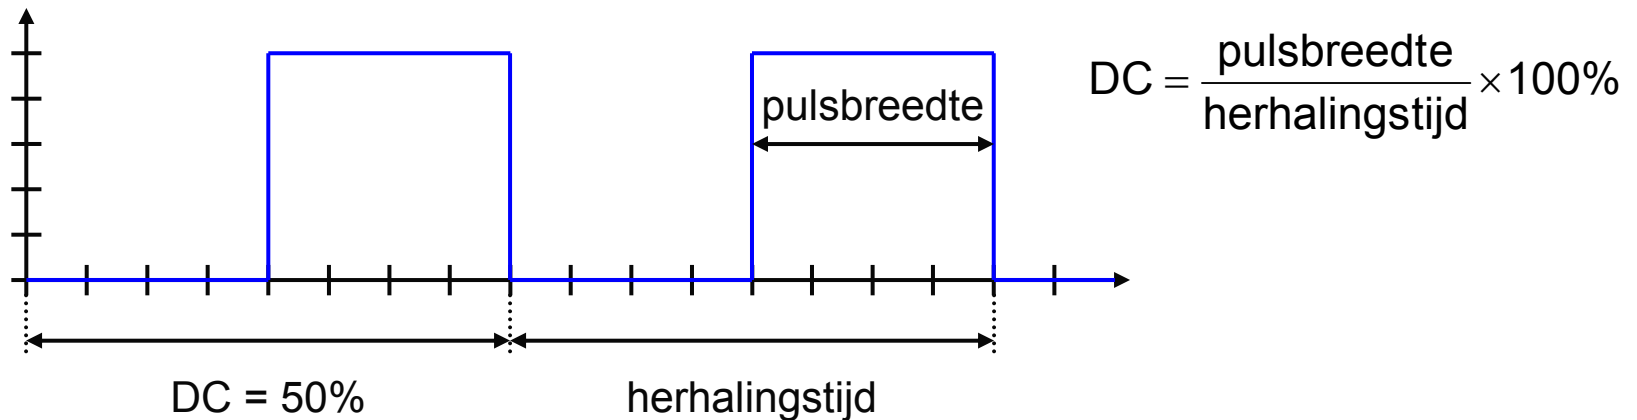 pulsbreedte
DC = pulsbreedte / herhalingstijd × 100%
DC = 50%
herhalingstijd